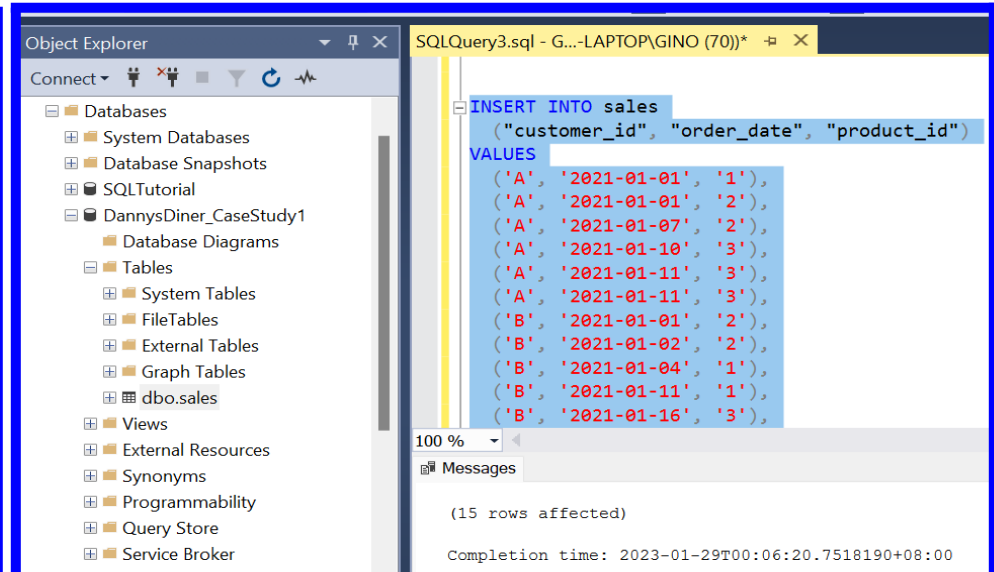 Object Explorer
Connect
Databases
System Databases
Database Snapshots
SQLTutorial
DannysDiner_CaseStudy1
Database Diagrams
Tables
System Tables
FileTables
External Tables
Graph Tables
dbo.sales
Views
External Resources
Synonyms
Programmability
Query Store
Service Broker
SQLQuery3.sql - G...-LAPTOP\GINO (70))*
INSERT INTO sales
("customer_id", "order_date", "product_id")
VALUES
('A', '2021-01-01', '1'),
('A', '2021-01-01', '2'),
('A', '2021-01-07', '2'),
('A', '2021-01-10', '3'),
('A', '2021-01-11', '3'),
('A', '2021-01-11', '3'),
('B', '2021-01-01', '2'),
('B', '2021-01-02', '2'),
('B', '2021-01-04', '1'),
('B', '2021-01-11', '1'),
('B', '2021-01-16', '3'),
100 %
Messages
(15 rows affected)
Completion time: 2023-01-29T00:06:20.7518190+08:00